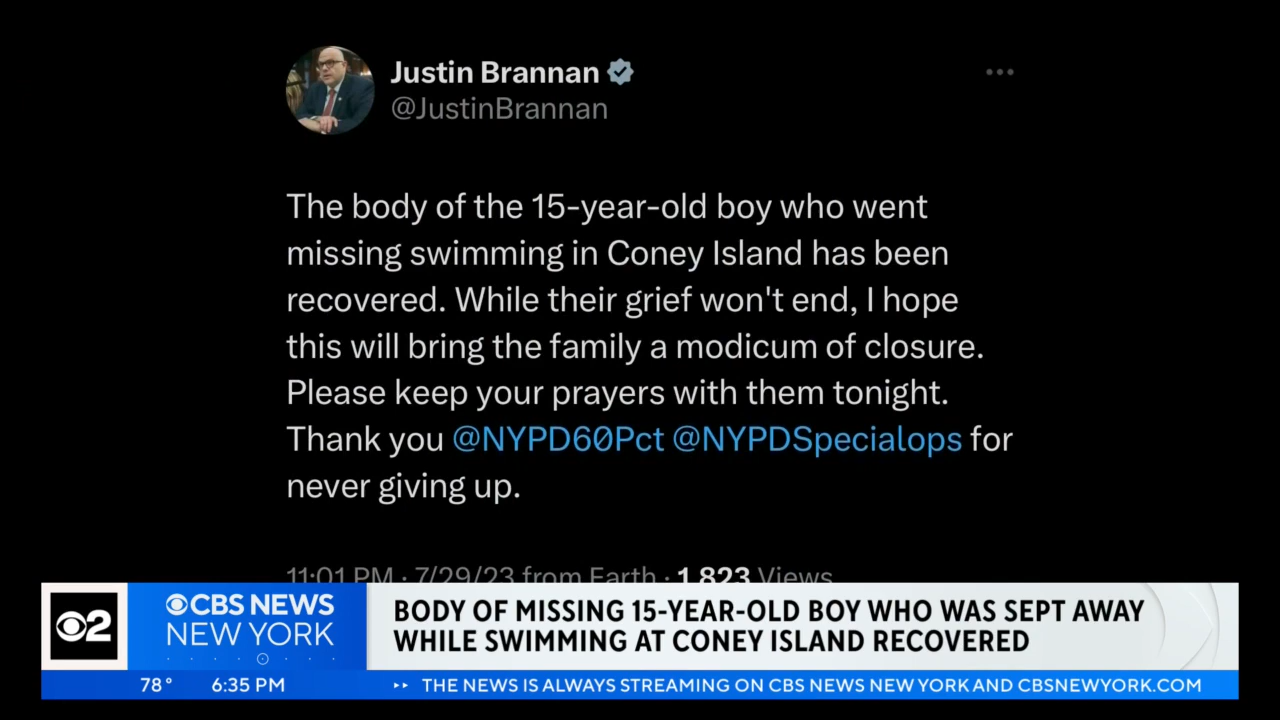 Justin Brannan
@JustinBrannan
The body of the 15-year-old boy who went
missing swimming in Coney Island has been
recovered. While their grief won't end, I hope
this will bring the family a modicum of closure.
Please keep your prayers with them tonight.
Thank you @NYPD60Pct @NYPDSpecialops for
never giving up.
11:01 PM · 7/29/23 from Earth · 1,823 Views
2
CBS NEWS
NEW YORK
BODY OF MISSING 15-YEAR-OLD BOY WHO WAS SEPT AWAY
WHILE SWIMMING AT CONEY ISLAND RECOVERED
78° 6:35 PM
THE NEWS IS ALWAYS STREAMING ON CBS NEWS NEW YORK AND CBSNEWYORK.COM